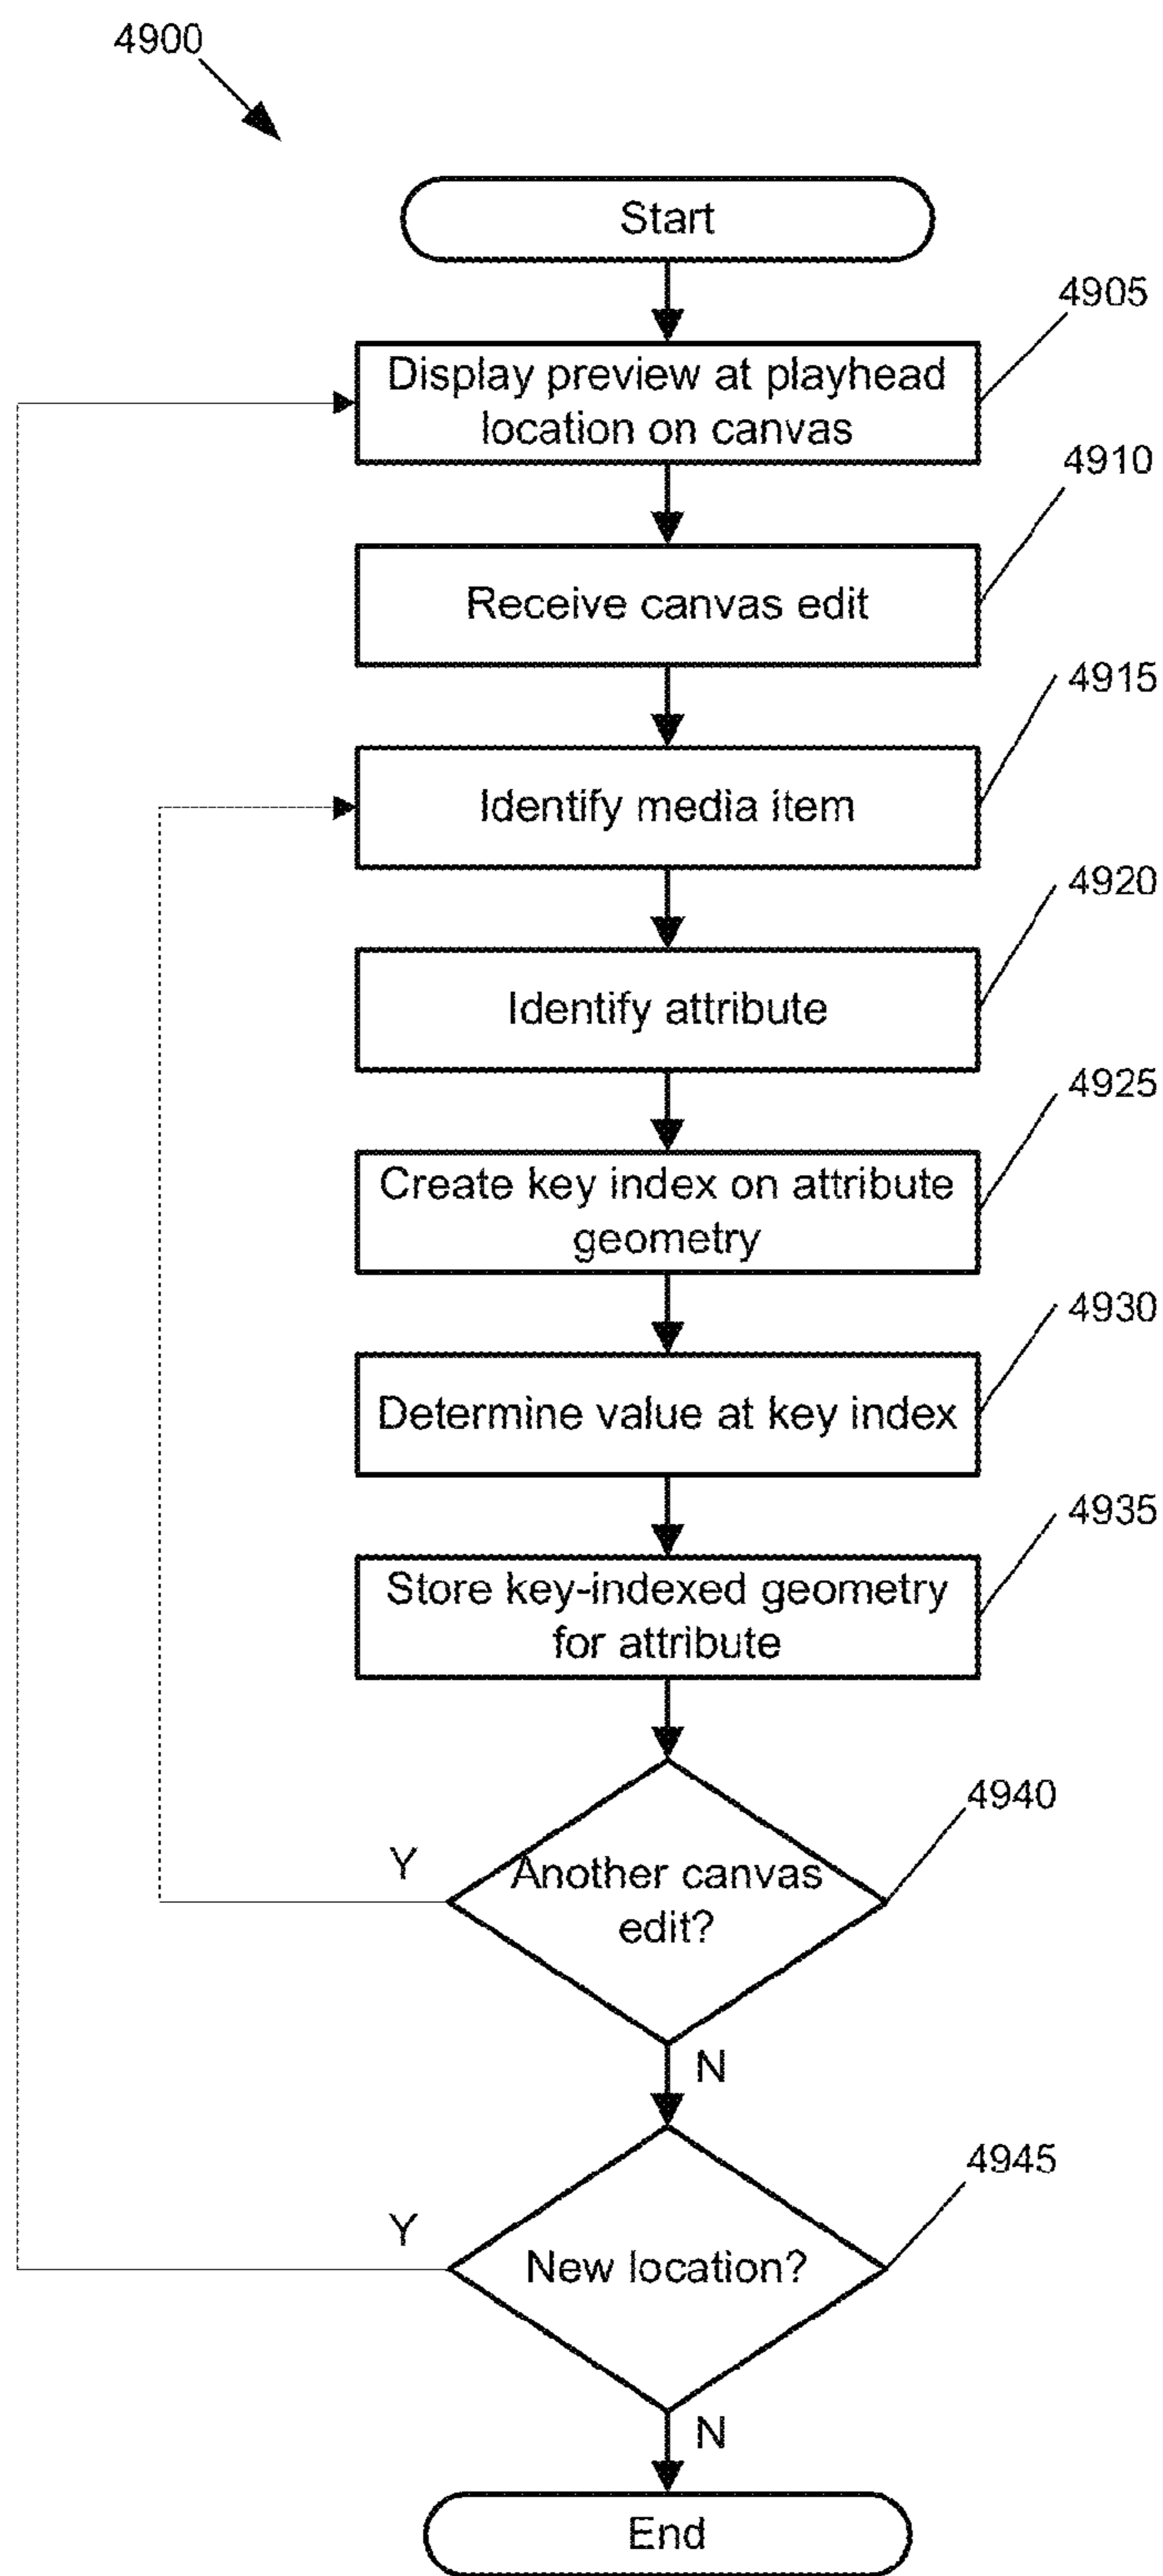 4900
Start
4905
Display preview at playhead
location on canvas
4910
Receive canvas edit
4915
Identify media item
4920
Identify attribute
4925
Create key index on attribute
geometry
4930
Determine value at key index
4935
Store key-indexed geometry
for attribute
4940
Y
Another canvas
edit?
N
4945
Y
New location?
N
End